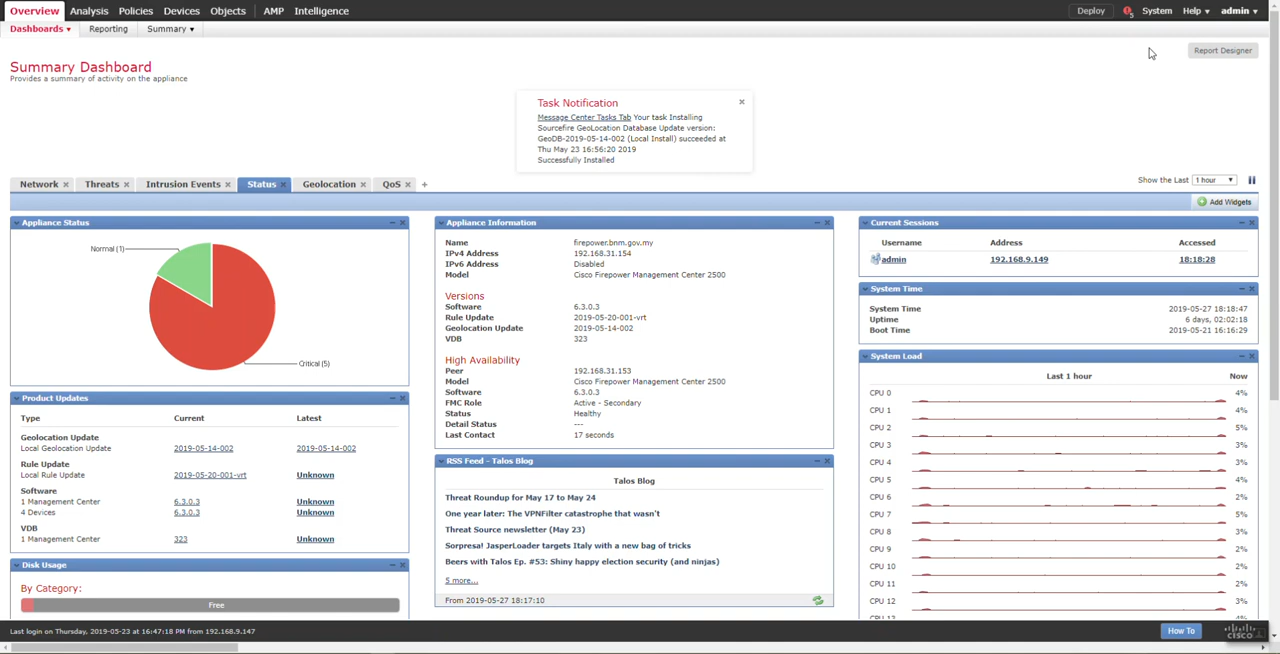 Overview Analysis Policies Devices Objects AMP Intelligence Deploy 5 System Help admin
Dashboards Reporting Summary
Report Designer
Summary Dashboard
Provides a summary of activity on the appliance
Task Notification
Message Center Tasks Tab Your task Installing
Sourcefire GeoLocation Database Update version:
GeoDB-2019-05-14-002 (Local Install) succeeded at
Thu May 23 16:56:20 2019
Successfully Installed
Network Threats Intrusion Events Status Geolocation QoS + Show the Last 1 hour
Add Widgets
Appliance Status
Normal (1)
Critical (5)
Product Updates
Type Current Latest
Geolocation Update
Local Geolocation Update 2019-05-14-002 2019-05-14-002
Rule Update
Local Rule Update 2019-05-20-001-vrt Unknown
Software
1 Management Center 6.3.0.3 Unknown
4 Devices 6.3.0.3 Unknown
VDB
1 Management Center 323 Unknown
Disk Usage
By Category:
Free
Appliance Information
Name firepower.bnm.gov.my
IPv4 Address 192.168.31.154
IPv6 Address Disabled
Model Cisco Firepower Management Center 2500
Versions
Software 6.3.0.3
Rule Update 2019-05-20-001-vrt
Geolocation Update 2019-05-14-002
VDB 323
High Availability
Peer 192.168.31.153
Model Cisco Firepower Management Center 2500
Software 6.3.0.3
FMC Role Active - Secondary
Status Healthy
Detail Status ---
Last Contact 17 seconds
RSS Feed - Talos Blog
Talos Blog
Threat Roundup for May 17 to May 24
One year later: The VPNFilter catastrophe that wasn't
Threat Source newsletter (May 23)
Sorpresa! JasperLoader targets Italy with a new bag of tricks
Beers with Talos Ep. #53: Shiny happy election security (and ninjas)
5 more...
From 2019-05-27 18:17:10
Current Sessions
Username Address Accessed
admin 192.168.9.149 18:18:28
System Time
System Time 2019-05-27 18:18:47
Uptime 6 days, 02:02:18
Boot Time 2019-05-21 16:16:29
System Load
Last 1 hour Now
CPU 0 4%
CPU 1 4%
CPU 2 5%
CPU 3 3%
CPU 4 3%
CPU 5 2%
CPU 6 2%
CPU 7 5%
CPU 8 3%
CPU 9 2%
CPU 10 2%
CPU 11 2%
CPU 12 3%
CPU 13 4%
Last login on Thursday, 2019-05-23 at 16:47:18 PM from 192.168.9.147
How To
cisco